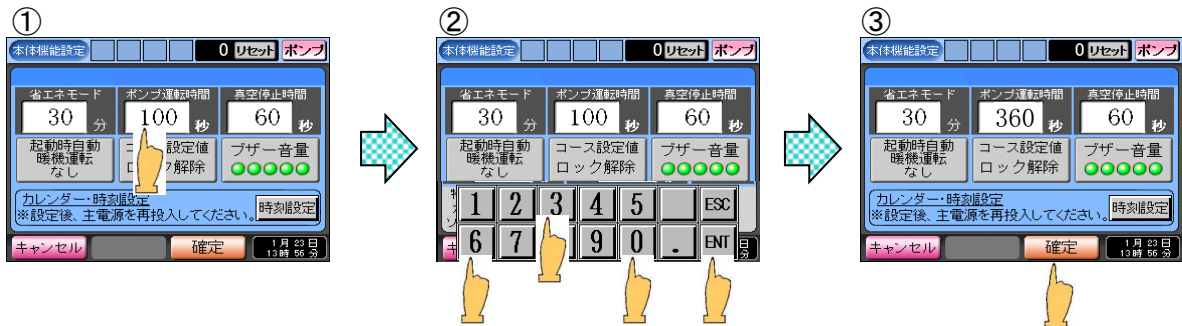 ①
本体機能設定
0
リセット
ポンプ
省エネモード
ポンプ運転時間
真空停止時間
30 分
100 秒
60 秒
起動時自動
暖機運転
なし
設定値
ク解除
ブザー音量
カレンダー・時刻設定
※設定後、主電源を再投入してください。
時刻設定
キャンセル
確定
1月 23日
13時 56分
②
本体機能設定
0
リセット
ポンプ
省エネモード
ポンプ運転時間
真空停止時間
30 分
100 秒
60 秒
起動時自動
暖機運転
なし
コース設定値
ロック解除
ブザー音量
1 2 3 4 5 ESC
6 7 9 0 . ENT
③
本体機能設定
0
リセット
ポンプ
省エネモード
ポンプ運転時間
真空停止時間
30 分
360 秒
60 秒
起動時自動
暖機運転
なし
コース設定値
ロック解除
ブザー音量
カレンダー・時刻設定
※設定後、主電源を再投入してください。
時刻設定
キャンセル
確定
1月 23日
13時 56分